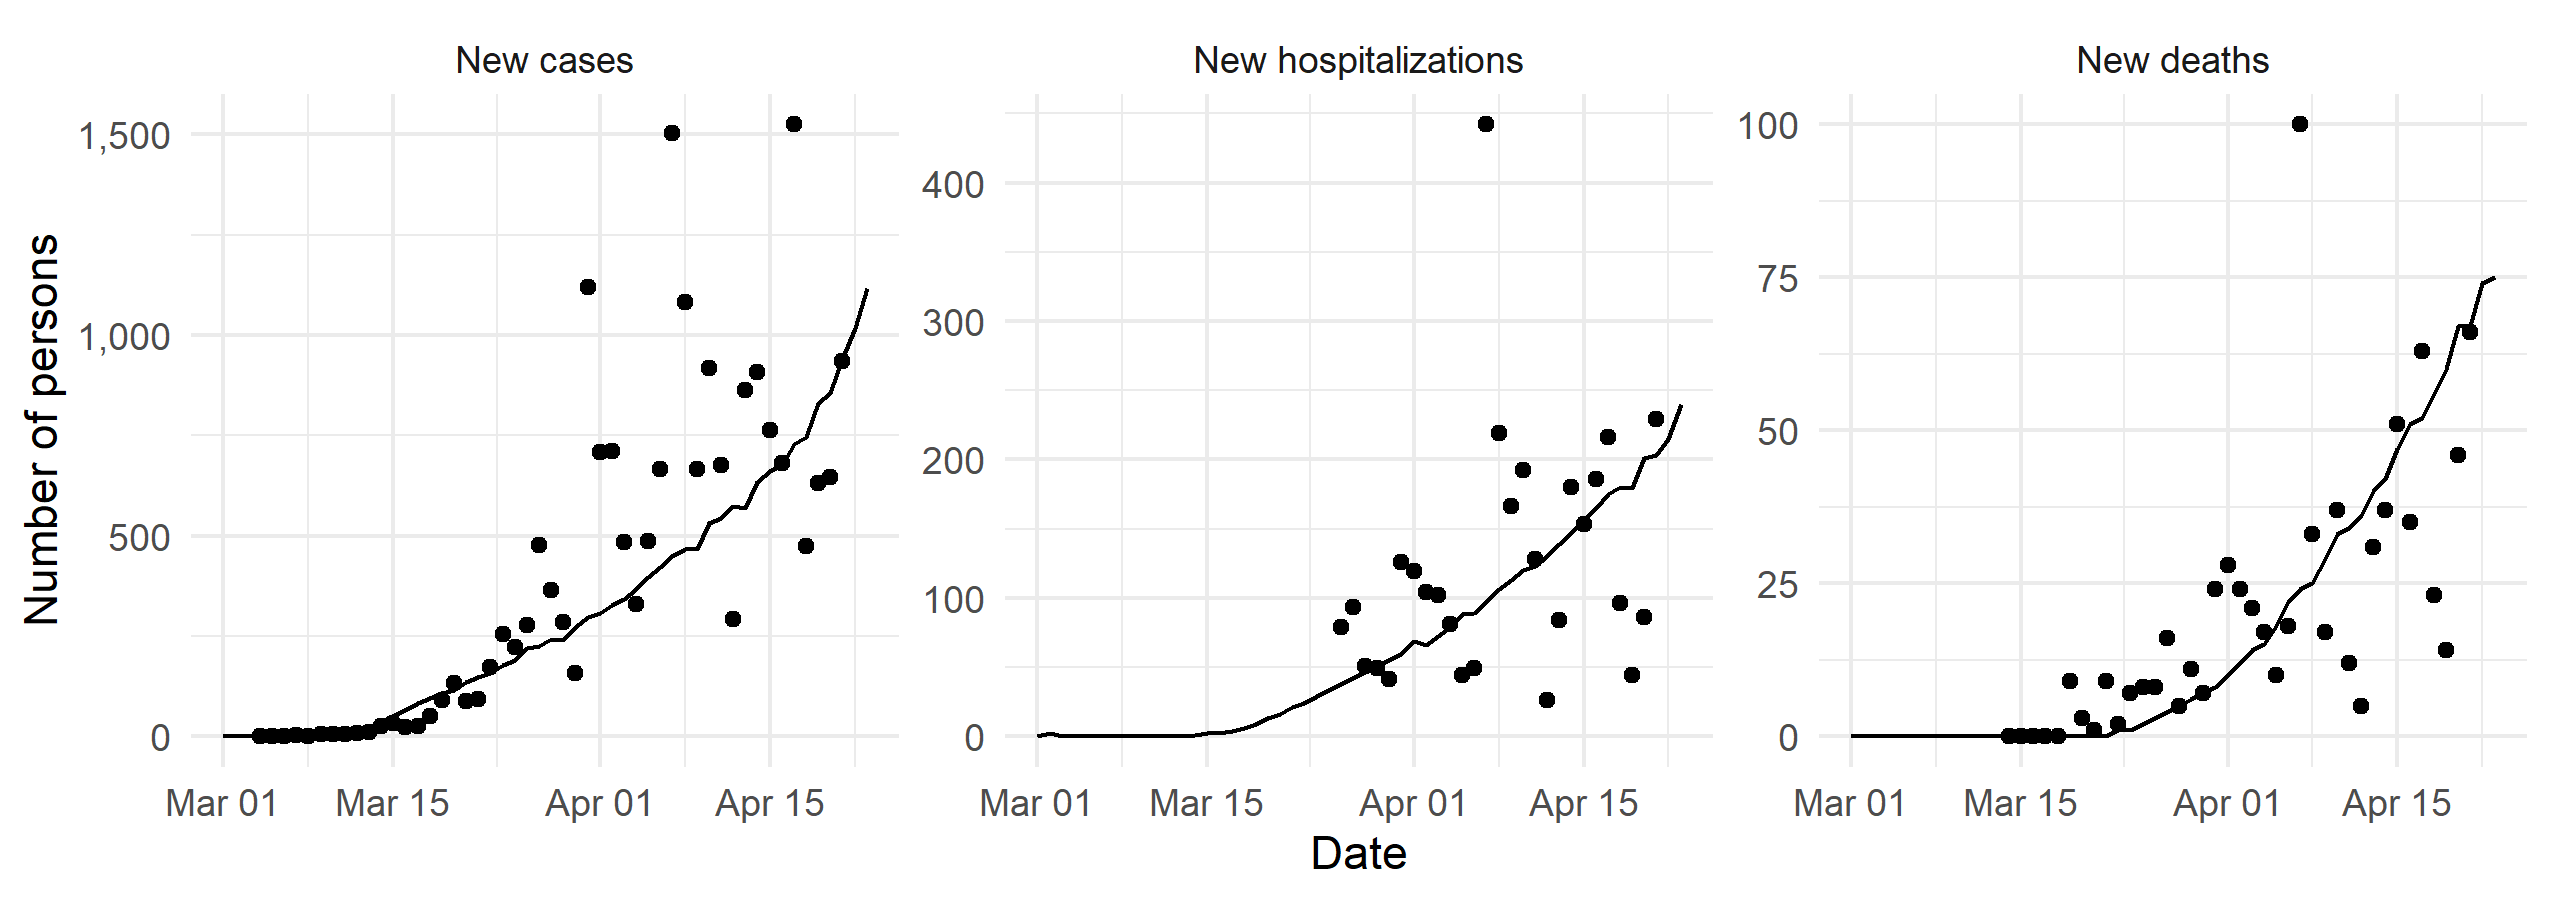 New cases
New hospitalizations
New deaths
Number of persons
1,500
1,000
500
0
400
300
200
100
0
100
75
50
25
0
Mar 01 Mar 15 Apr 01 Apr 15
Mar 01 Mar 15 Apr 01 Apr 15
Mar 01 Mar 15 Apr 01 Apr 15
Date